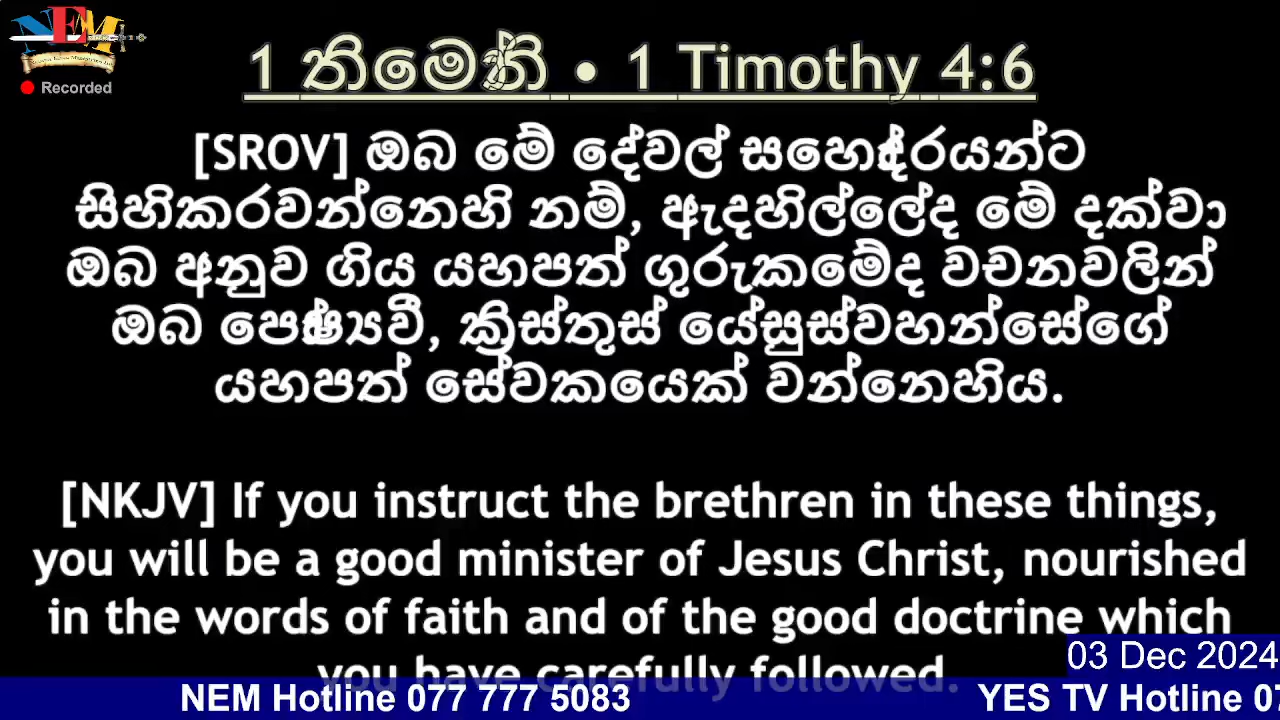 NEM
Recorded
1 තිමොති • 1 Timothy 4:6
[SROV] ඔබ මේ දේවල් සහෝදරයන්ට
සිහිකරවන්නෙහි නම්, ඇදහිල්ලේද මේ දක්වා
ඔබ අනුව ගිය යහපත් ගුරුකමේද වචනවලින්
ඔබ පෝෂ්‍යවී, ක්‍රිස්තුස් යේසුස්වහන්සේගේ
යහපත් සේවකයෙක් වන්නෙහිය.
[NKJV] If you instruct the brethren in these things,
you will be a good minister of Jesus Christ, nourished
in the words of faith and of the good doctrine which
you have carefully followed.
03 Dec 2024
NEM Hotline 077 777 5083
YES TV Hotline 07